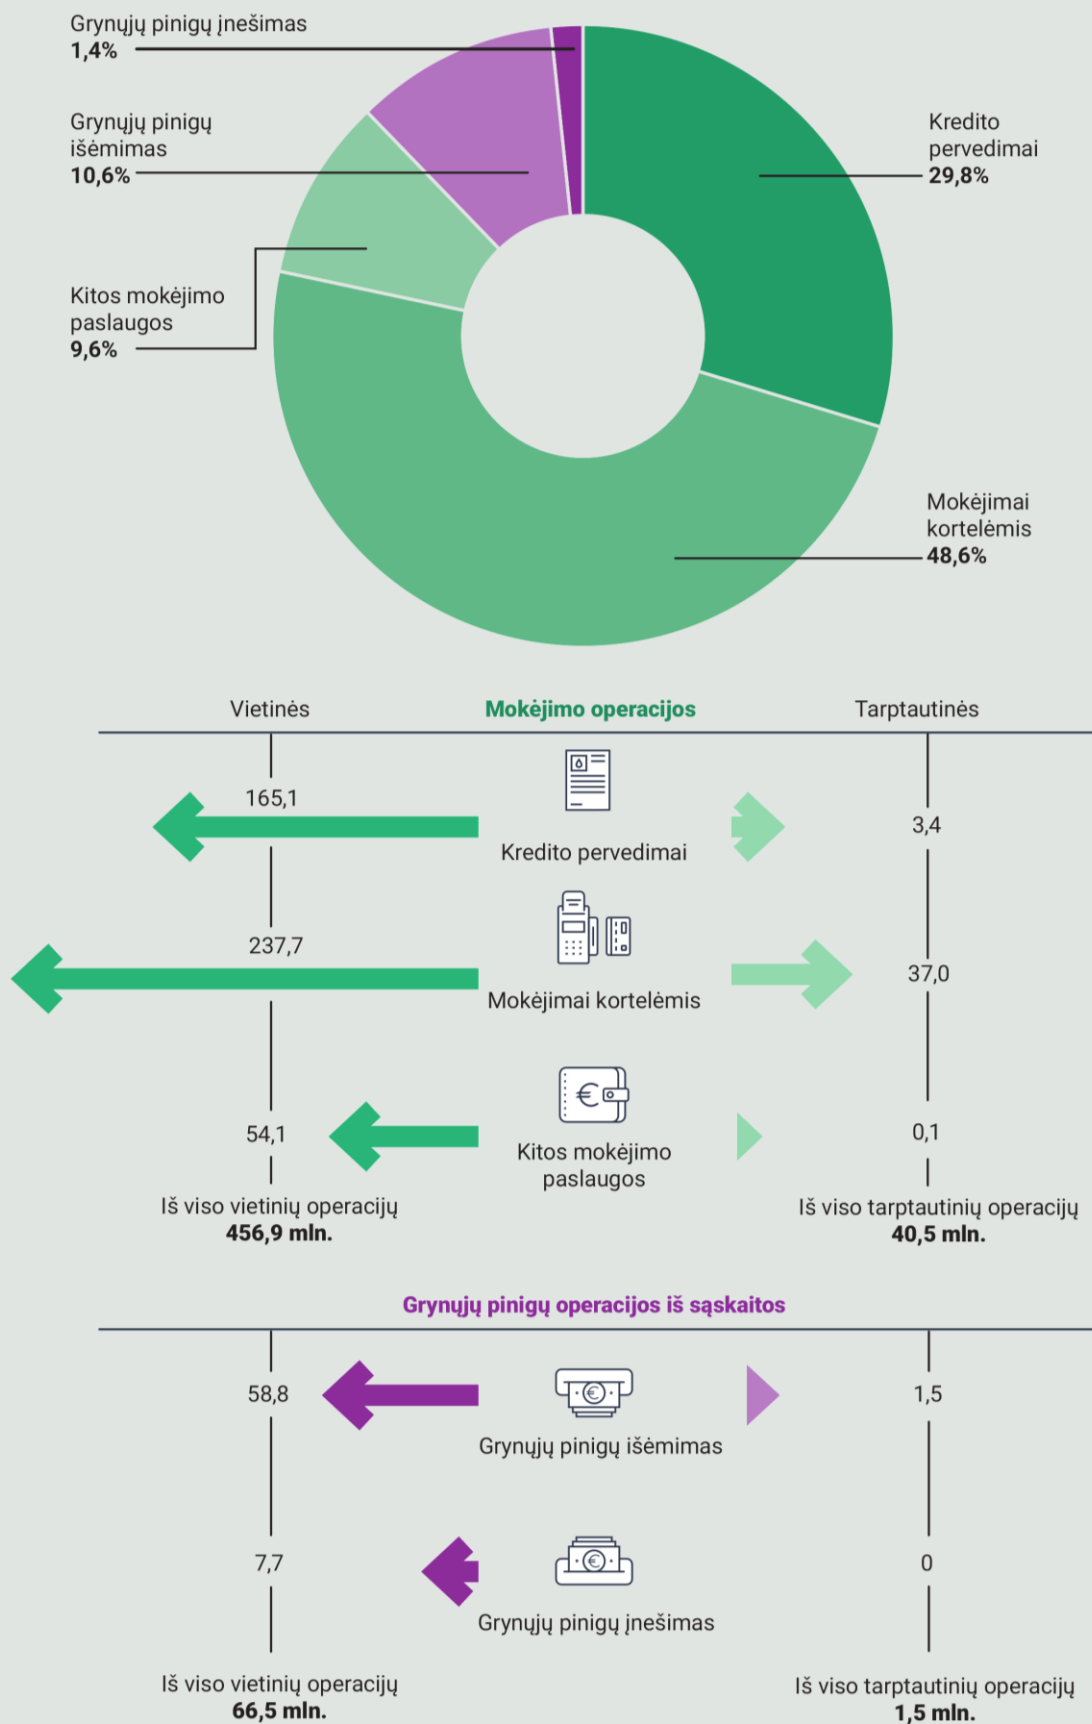 Grynųjų pinigų įnešimas
1,4%
Grynųjų pinigų
išėmimas
10,6%
Kitos mokėjimo
paslaugos
9,6%
Kredito
pervedimai
29,8%
Mokėjimai
kortelėmis
48,6%
Vietinės
Mokėjimo operacijos
Tarptautinės
165,1
Kredito pervedimai
3,4
237,7
Mokėjimai kortelėmis
37,0
54,1
Kitos mokėjimo
paslaugos
0,1
Iš viso vietinių operacijų
456,9 mln.
Iš viso tarptautinių operacijų
40,5 mln.
Grynųjų pinigų operacijos iš sąskaitos
58,8
Grynųjų pinigų išėmimas
1,5
7,7
Grynųjų pinigų įnešimas
0
Iš viso vietinių operacijų
66,5 mln.
Iš viso tarptautinių operacijų
1,5 mln.